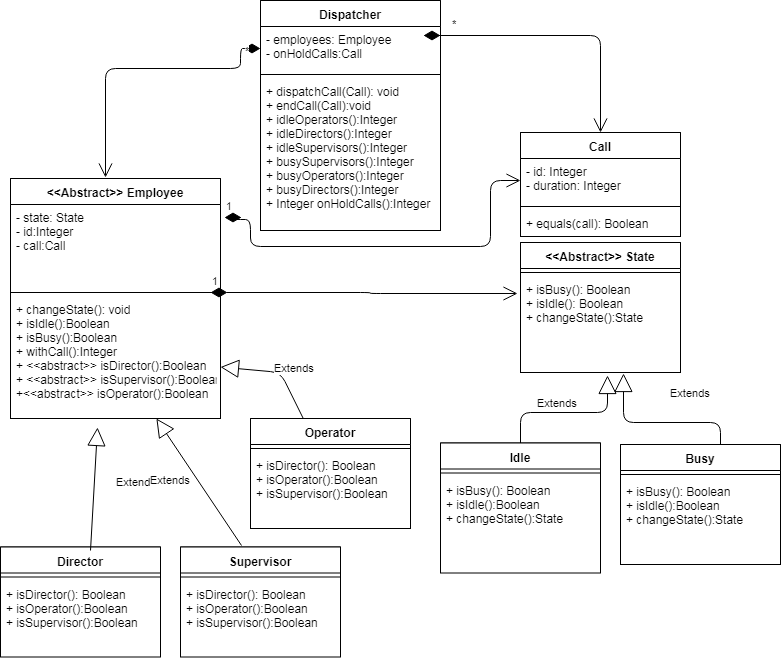 Dispatcher
- employees: Employee
- onHoldCalls:Call
+ dispatchCall(Call): void
+ endCall(Call):void
+ idleOperators():Integer
+ idleDirectors():Integer
+ idleSupervisors():Integer
+ busySupervisors():Integer
+ busyOperators():Integer
+ busyDirectors():Integer
+ Integer onHoldCalls():Integer
*
Call
- id: Integer
- duration: Integer
+ equals(call): Boolean
<<Abstract>> Employee
- state: State
- id:Integer
- call:Call
+ changeState(): void
+ isIdle():Boolean
+ isBusy():Boolean
+ withCall():Integer
+ <<abstract>> isDirector():Boolean
+ <<abstract>> isSupervisor():Boolea
+<<abstract>> isOperator():Boolean
1
1
<<Abstract>> State
+ isBusy(): Boolean
+ isIdle(): Boolean
+ changeState():State
Extends
Operator
+ isDirector(): Boolean
+ isOperator(): Boolean
+ isSupervisor():Boolean
Extends
Extends
Idle
+ isBusy(): Boolean
+ isIdle():Boolean
+ changeState():State
Busy
+ isBusy(): Boolean
+ isIdle():Boolean
+ changeState():State
Extend
Extends
Director
+ isDirector(): Boolean
+ isOperator():Boolean
+ isSupervisor():Boolean
Supervisor
+ isDirector(): Boolean
+ isOperator():Boolean
+ isSupervisor():Boolean